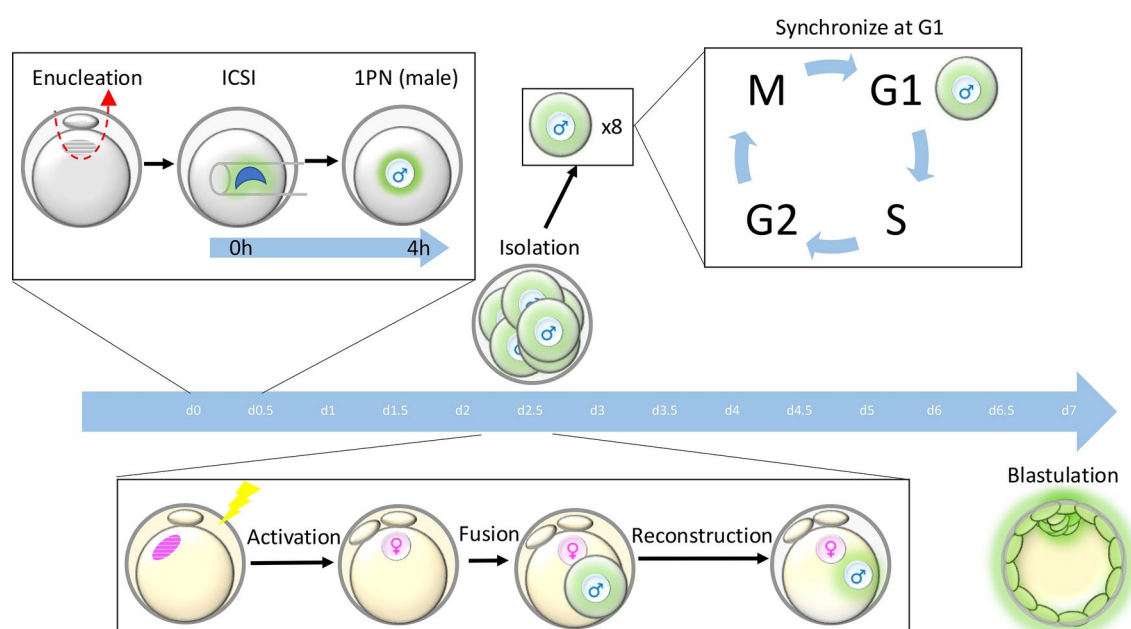 Synchronize at G1
Enucleation
ICSI
1PN (male)
0h
4h
♂ x8
M
G1
G2
S
Isolation
d0 d0.5 d1 d1.5 d2 d2.5 d3 d3.5 d4 d4.5 d5 d6 d6.5 d7
Activation
Fusion
Reconstruction
Blastulation